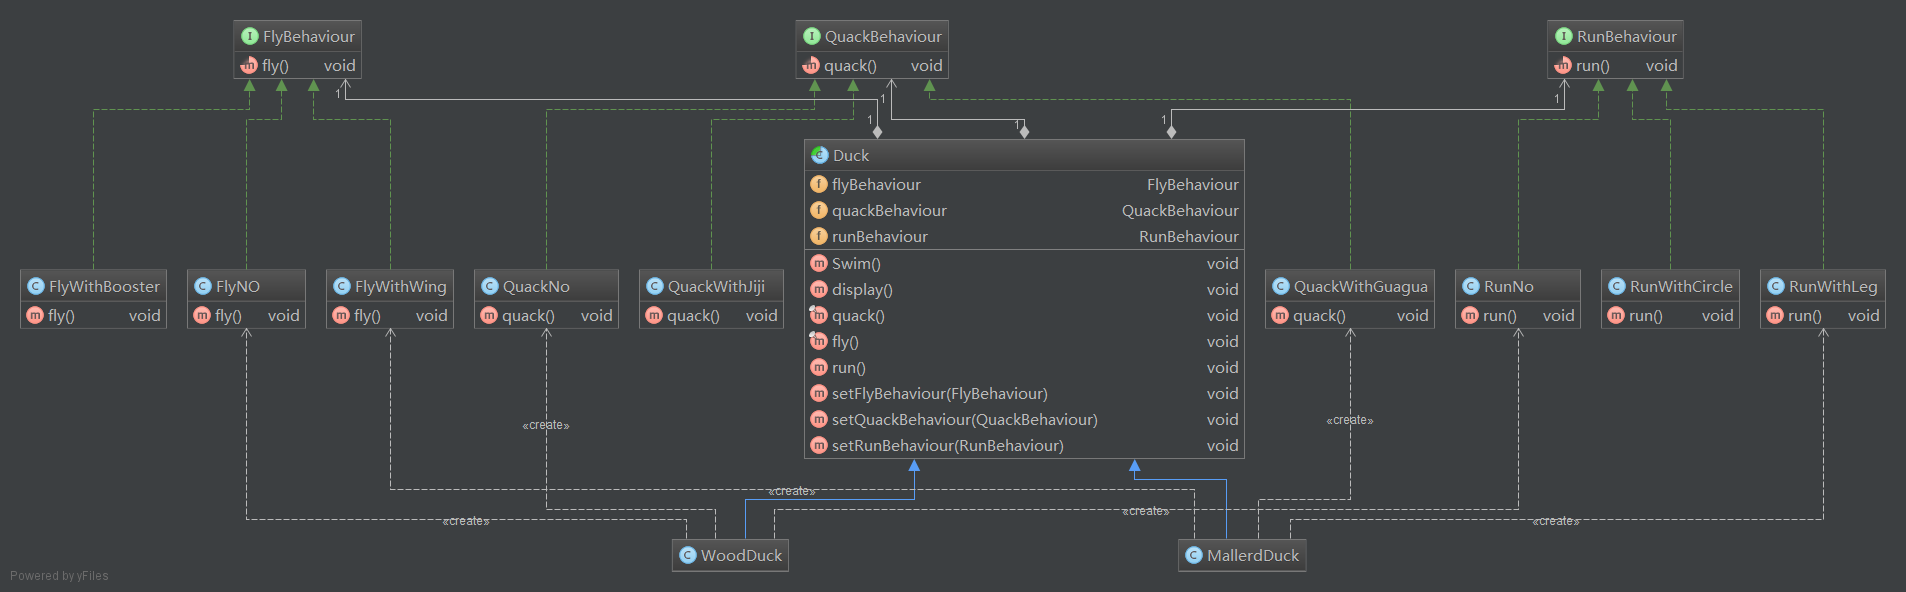 I FlyBehaviour
m fly() void
I QuackBehaviour
m quack() void
I RunBehaviour
m run() void
1
1
1
1
1
1
C Duck
f flyBehaviour FlyBehaviour
f quackBehaviour QuackBehaviour
f runBehaviour RunBehaviour
m Swim() void
m display() void
m quack() void
m fly() void
m run() void
m setFlyBehaviour(FlyBehaviour) void
m setQuackBehaviour(QuackBehaviour) void
m setRunBehaviour(RunBehaviour) void
C FlyWithBooster
m fly() void
C FlyNO
m fly() void
C FlyWithWing
m fly() void
C QuackNo
m quack() void
C QuackWithJiji
m quack() void
C QuackWithGuagua
m quack() void
C RunNo
m run() void
C RunWithCircle
m run() void
C RunWithLeg
m run() void
«create»
«create»
«create»
«create»
«create»
«create»
C WoodDuck
C MallerdDuck
Powered by yFiles